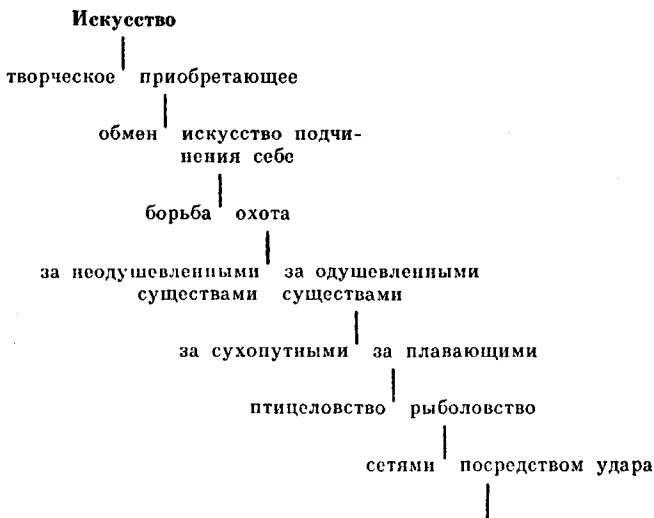 Искусство
творческое приобретающее
обмен искусство подчи-
нения себе
борьба охота
за неодушевленными за одушевленными
существами существами
за сухопутными за плавающими
птицеловство рыболовство
сетями посредством удара